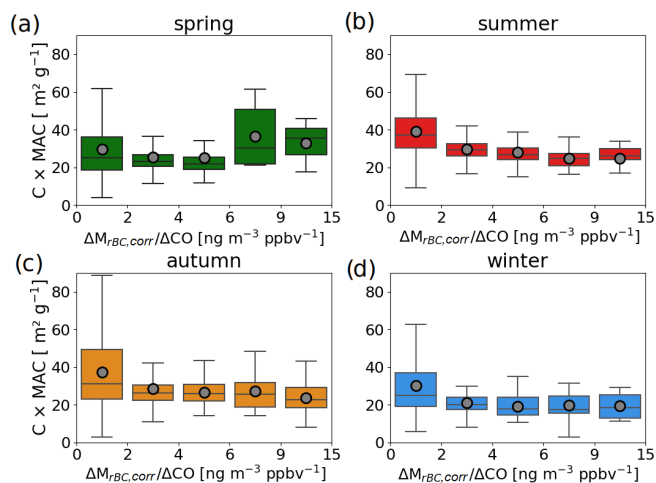 (a) spring
C × MAC [ m² g⁻¹]
80
60
40
20
0
0 2 4 6 9 15
ΔM_rBC,corr/ΔCO [ng m⁻³ ppbv⁻¹]
(b) summer
80
60
40
20
0
0 2 4 6 9 15
ΔM_rBC,corr/ΔCO [ng m⁻³ ppbv⁻¹]
(c) autumn
C × MAC [ m² g⁻¹]
80
60
40
20
0
0 2 4 6 9 15
ΔM_rBC,corr/ΔCO [ng m⁻³ ppbv⁻¹]
(d) winter
80
60
40
20
0
0 2 4 6 9 15
ΔM_rBC,corr/ΔCO [ng m⁻³ ppbv⁻¹]